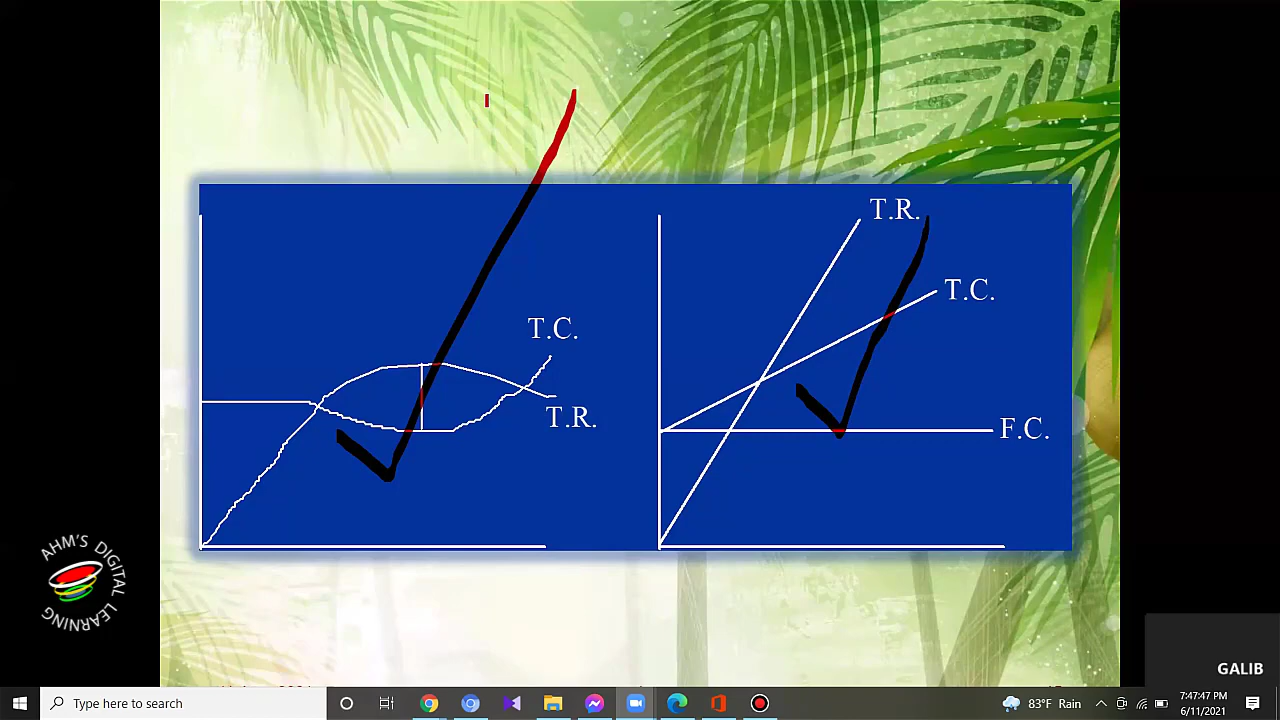 T.R.
T.C.
T.C.
T.R.
F.C.
AHM'S DIGITAL LEARNING
GALIB
Type here to search
83°F Rain
7:47:47 PM
6/11/2021